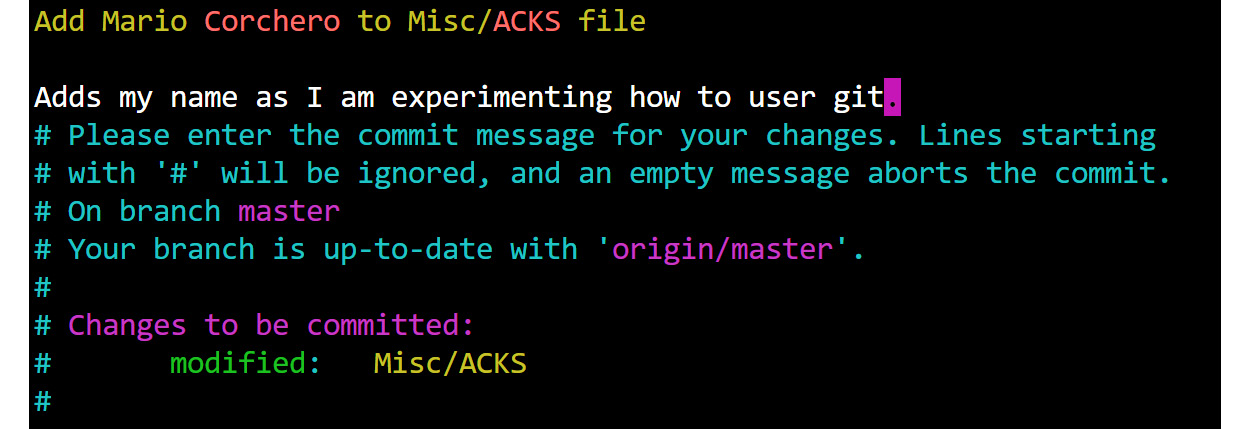 Add Mario Corchero to Misc/ACKS file

Adds my name as I am experimenting how to user git.
# Please enter the commit message for your changes. Lines starting
# with '#' will be ignored, and an empty message aborts the commit.
# On branch master
# Your branch is up-to-date with 'origin/master'.
#
# Changes to be committed:
#       modified:   Misc/ACKS
#